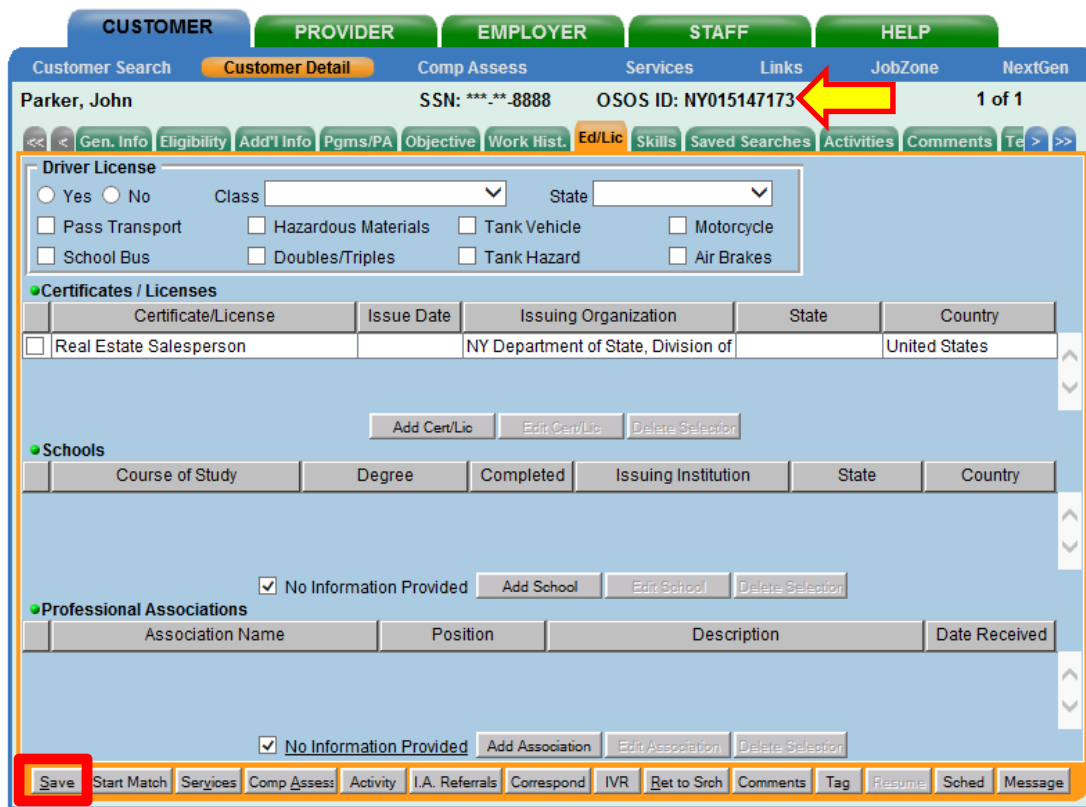 CUSTOMER PROVIDER EMPLOYER STAFF HELP
Customer Search Customer Detail Comp Assess Services Links JobZone NextGen
Parker, John SSN: ***-**-8888 OSOS ID: NY015147173 1 of 1
<< < Gen. Info Eligibility Add'l Info Pgms/PA Objective Work Hist. Ed/Lic Skills Saved Searches Activities Comments Te > >>
Driver License
Yes No Class State
Pass Transport Hazardous Materials Tank Vehicle Motorcycle
School Bus Doubles/Triples Tank Hazard Air Brakes
Certificates / Licenses
Certificate/License Issue Date Issuing Organization State Country
Real Estate Salesperson NY Department of State, Division of United States
Add Cert/Lic Edit Cert/Lic Delete Selection
Schools
Course of Study Degree Completed Issuing Institution State Country
No Information Provided Add School Edit School Delete Selection
Professional Associations
Association Name Position Description Date Received
No Information Provided Add Association Edit Association Delete Selection
Save Start Match Services Comp Assess Activity I.A. Referrals Correspond IVR Ret to Srch Comments Tag Resume Sched Message